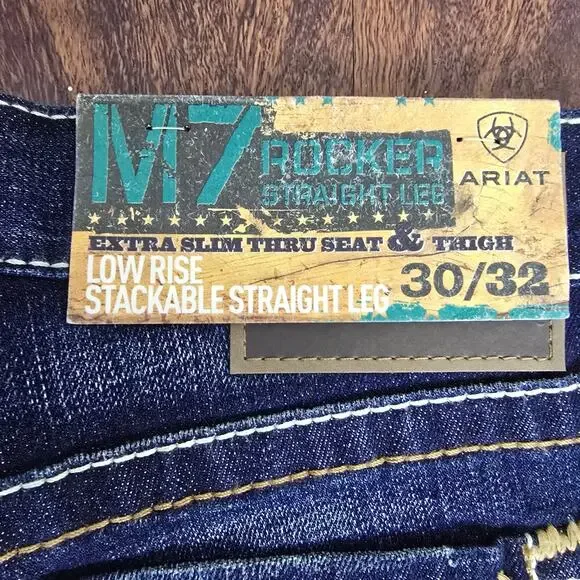 M7 ROCKER
STRAIGHT LEG
ARIAT
EXTRA SLIM THRU SEAT & THIGH
LOW RISE
STACKABLE STRAIGHT LEG
30/32